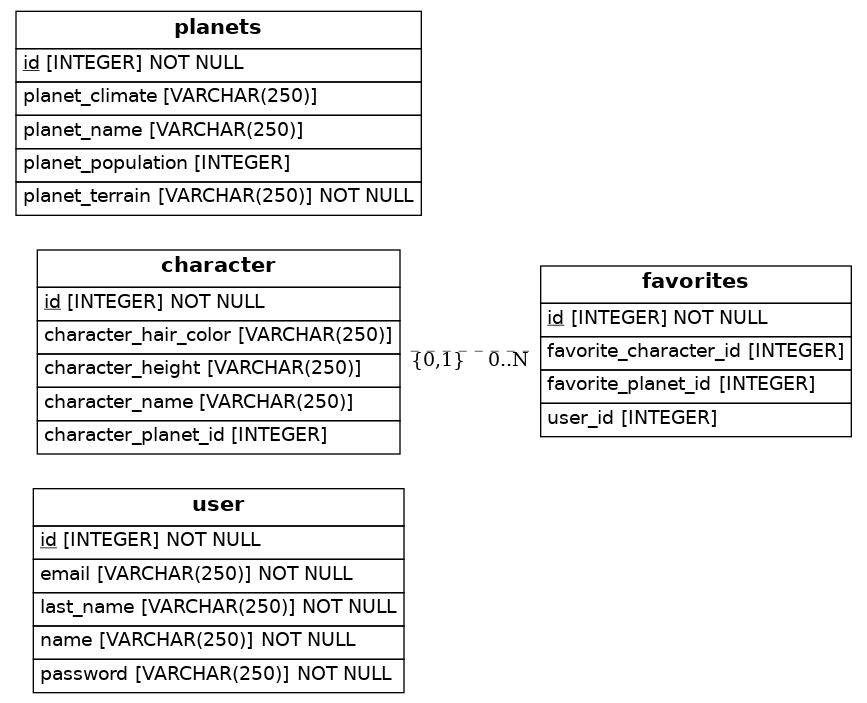 planets
id [INTEGER] NOT NULL
planet_climate [VARCHAR(250)]
planet_name [VARCHAR(250)]
planet_population [INTEGER]
planet_terrain [VARCHAR(250)] NOT NULL
character
id [INTEGER] NOT NULL
character_hair_color [VARCHAR(250)]
character_height [VARCHAR(250)]
character_name [VARCHAR(250)]
character_planet_id [INTEGER]
{0,1} 0..N
favorites
id [INTEGER] NOT NULL
favorite_character_id [INTEGER]
favorite_planet_id [INTEGER]
user_id [INTEGER]
user
id [INTEGER] NOT NULL
email [VARCHAR(250)] NOT NULL
last_name [VARCHAR(250)] NOT NULL
name [VARCHAR(250)] NOT NULL
password [VARCHAR(250)] NOT NULL